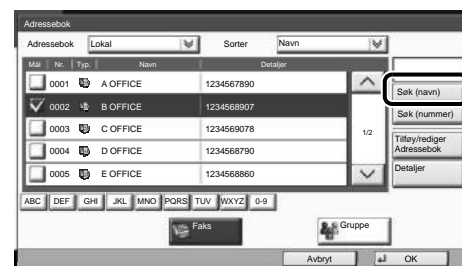 Adressebok
Adressebok Lokal Sorter Navn
Mål Nr. Typ. Navn Detaljer
0001 A OFFICE 1234567890
0002 B OFFICE 1234568907
0003 C OFFICE 1234569078
0004 D OFFICE 1234568790
0005 E OFFICE 1234568860
1/2
Søk (navn)
Søk (nummer)
Tilføy/rediger
Adressebok
Detaljer
ABC DEF GHI JKL MNO PQRS TUV WXYZ 0-9
Faks Gruppe
Avbryt OK